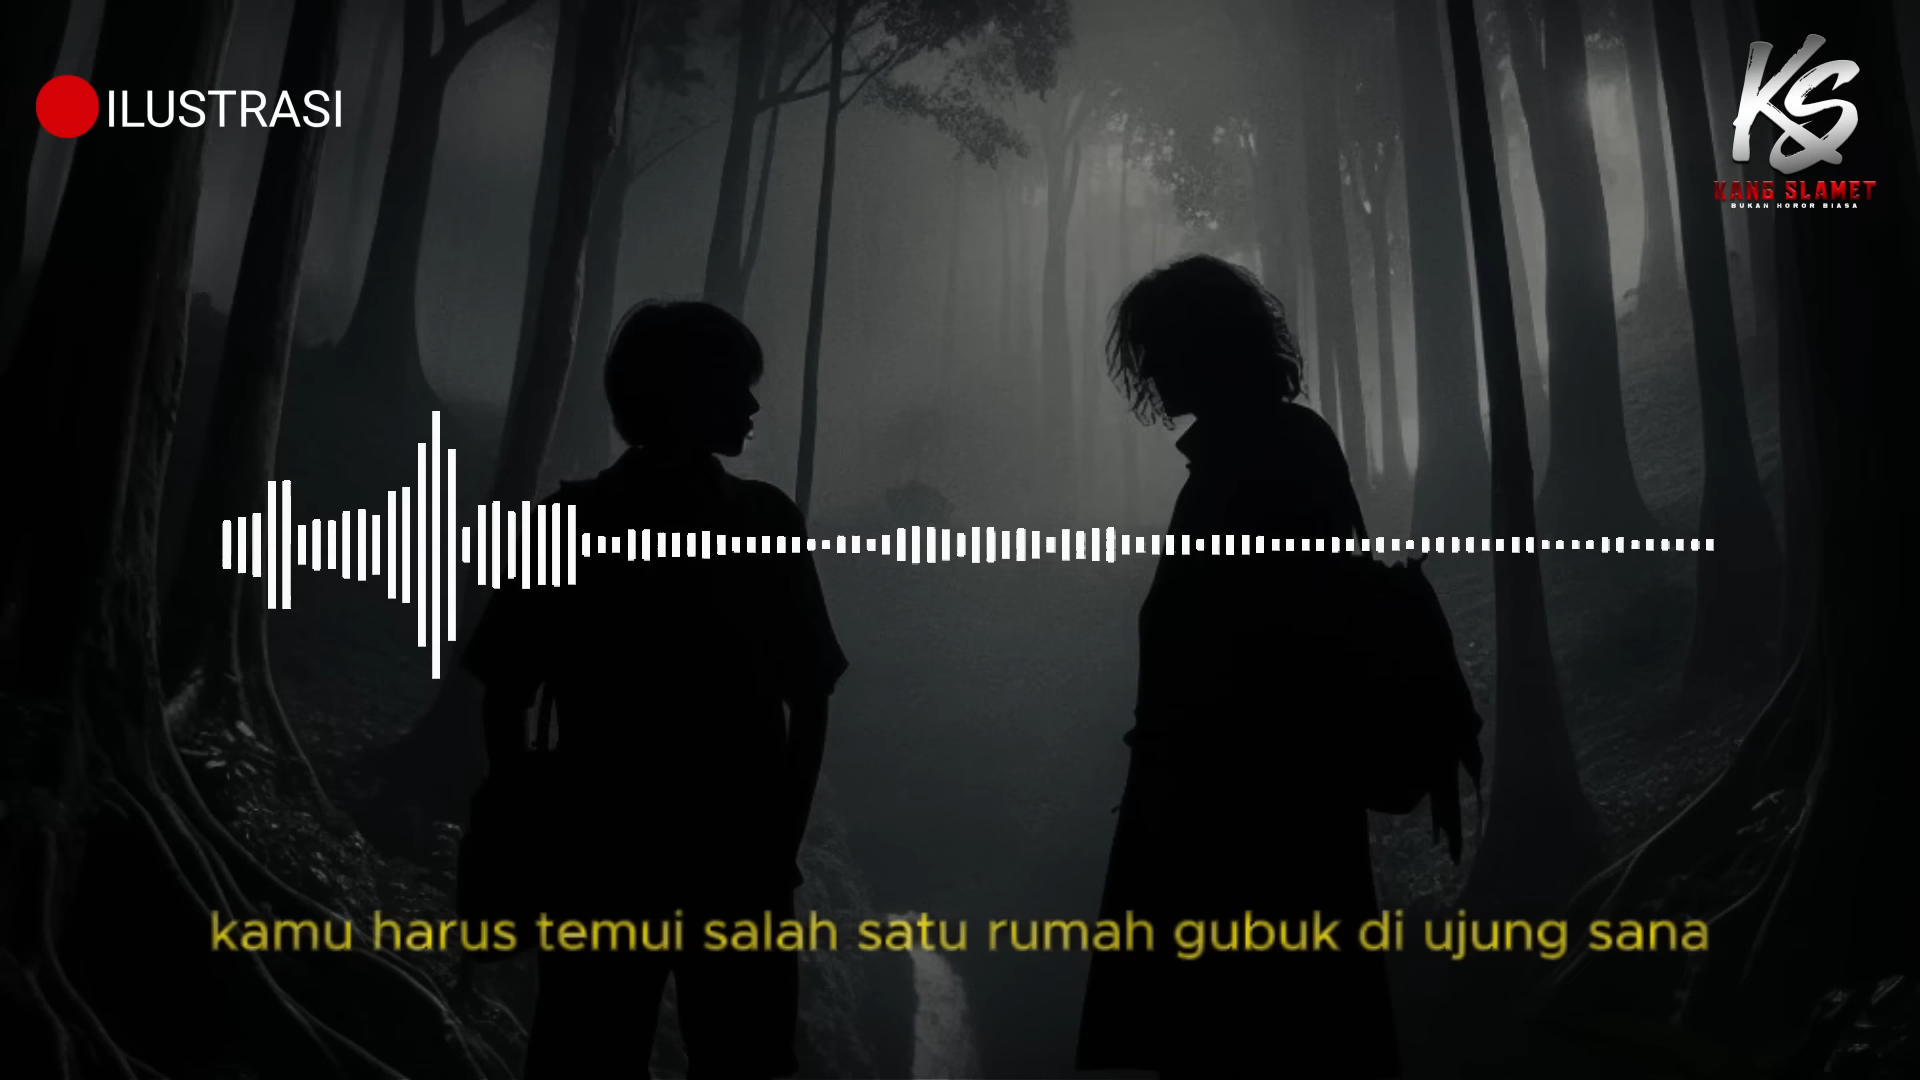 ILUSTRASI
KS
KANG SLAMET
BUKAN HOROR BIASA
kamu harus temui salah satu rumah gubuk di ujung sana